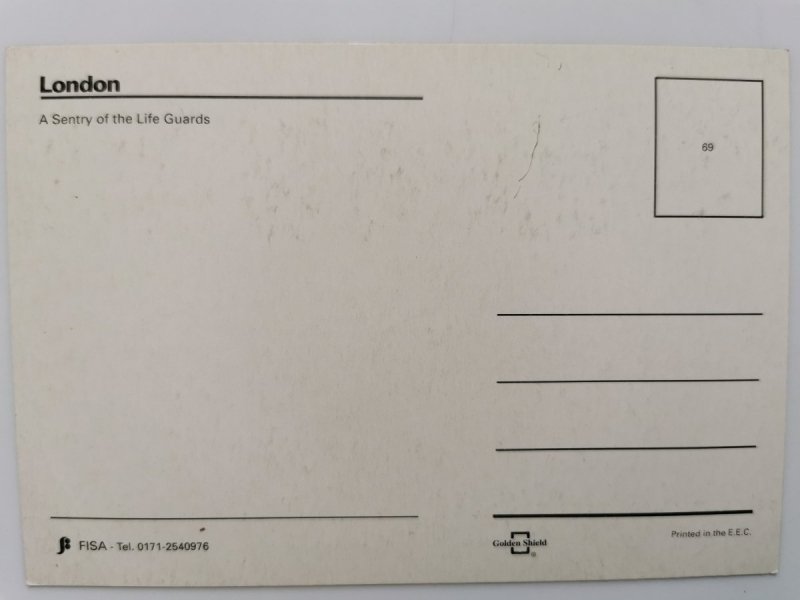 London
A Sentry of the Life Guards
69
FISA - Tel. 0171-2540976
Golden Shield
®
Printed in the E.E.C.